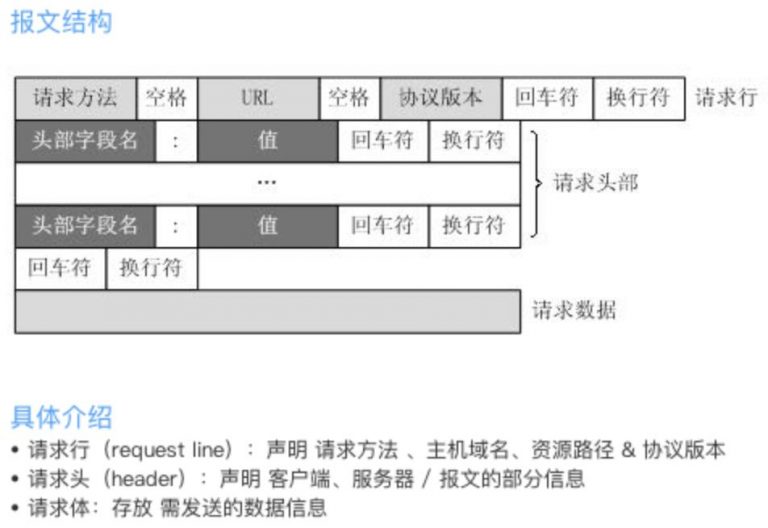 报文结构
请求方法 空格 URL 空格 协议版本 回车符 换行符 请求行
头部字段名 : 值 回车符 换行符
... 请求头部
头部字段名 : 值 回车符 换行符
回车符 换行符
请求数据
具体介绍
• 请求行（request line）：声明 请求方法 、主机域名、资源路径 & 协议版本
• 请求头（header）：声明 客户端、服务器 / 报文的部分信息
• 请求体：存放 需发送的数据信息